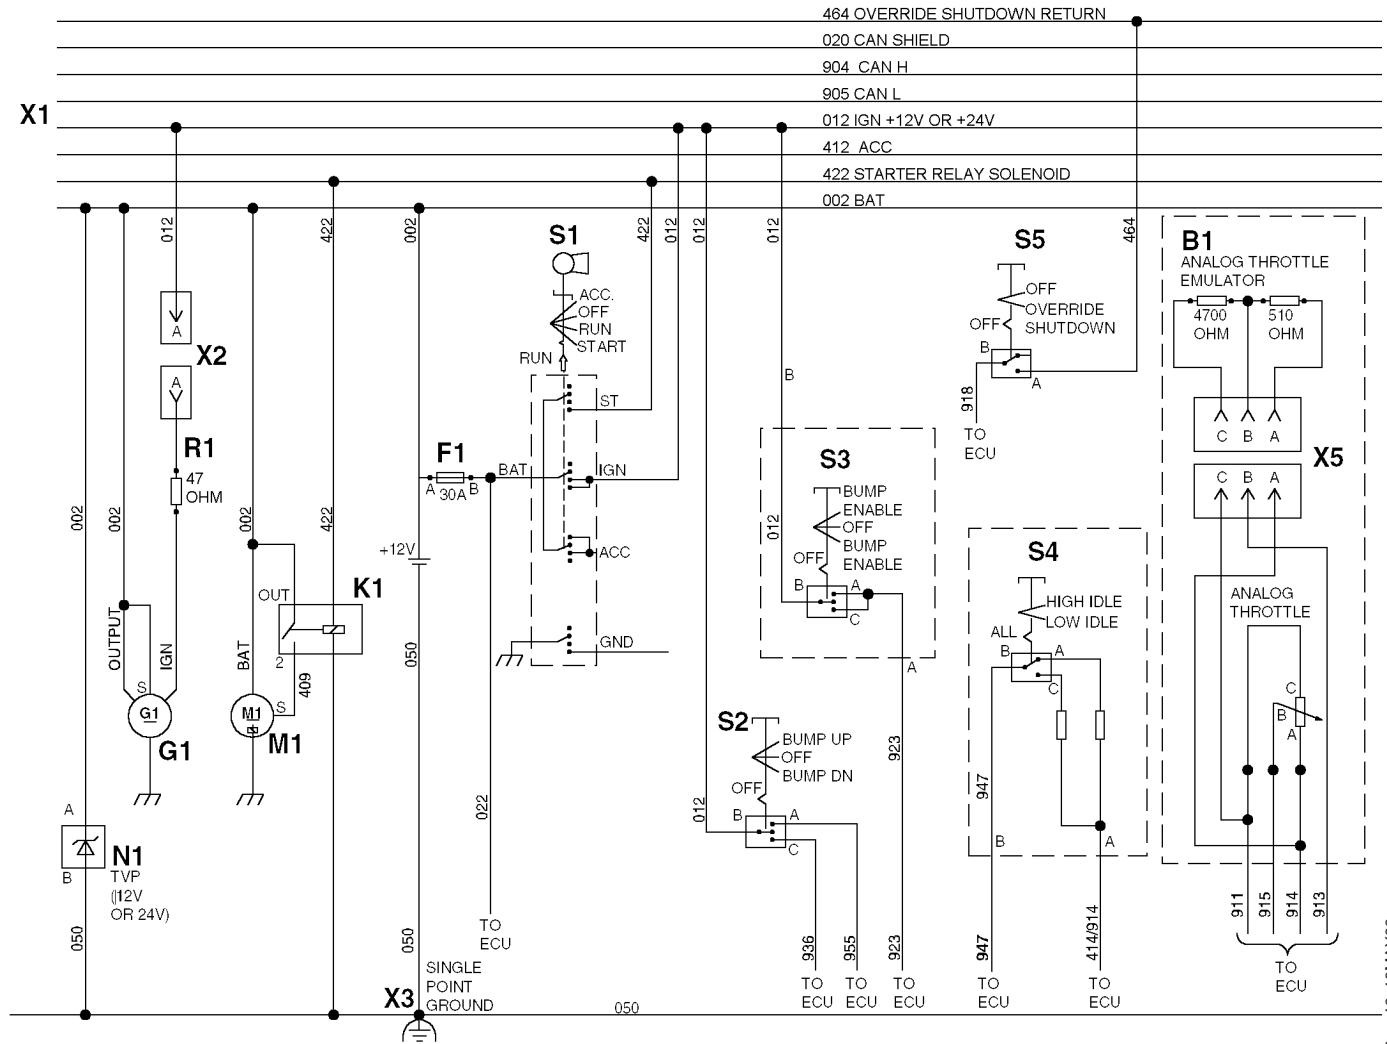 464 OVERRIDE SHUTDOWN RETURN
020 CAN SHIELD
904 CAN H
905 CAN L
X1
012 IGN +12V OR +24V
412 ACC
422 STARTER RELAY SOLENOID
002 BAT
012
422
002
422
012
012
012
464
S1
ACC.
OFF
RUN
START
RUN
ST
BAT
IGN
ACC
GND
S5
OFF
OVERRIDE
SHUTDOWN
OFF
B
A
918
TO
ECU
B1
ANALOG THROTTLE
EMULATOR
4700
OHM
510
OHM
C B A
X5
C B A
ANALOG
THROTTLE
C
B
A
911
915
914
913
TO
ECU
A
X2
A
R1
47
OHM
002
002
002
422
F1
A 30A B
+12V
K1
OUT
2
409
OUTPUT
IGN
BAT
S
G1
G1
M1
S
M1
050
022
TO
ECU
A
N1
B
TVP
(12V
OR 24V)
050
050
X3
SINGLE
POINT
GROUND
050
B
S3
BUMP
ENABLE
OFF
BUMP
ENABLE
OFF
012
B
A
C
A
923
923
TO
ECU
S2
BUMP UP
OFF
BUMP DN
OFF
012
B
A
C
936
955
TO
ECU
TO
ECU
S4
HIGH IDLE
LOW IDLE
ALL
B
A
C
947
B
A
947
414/914
TO
ECU
TO
ECU